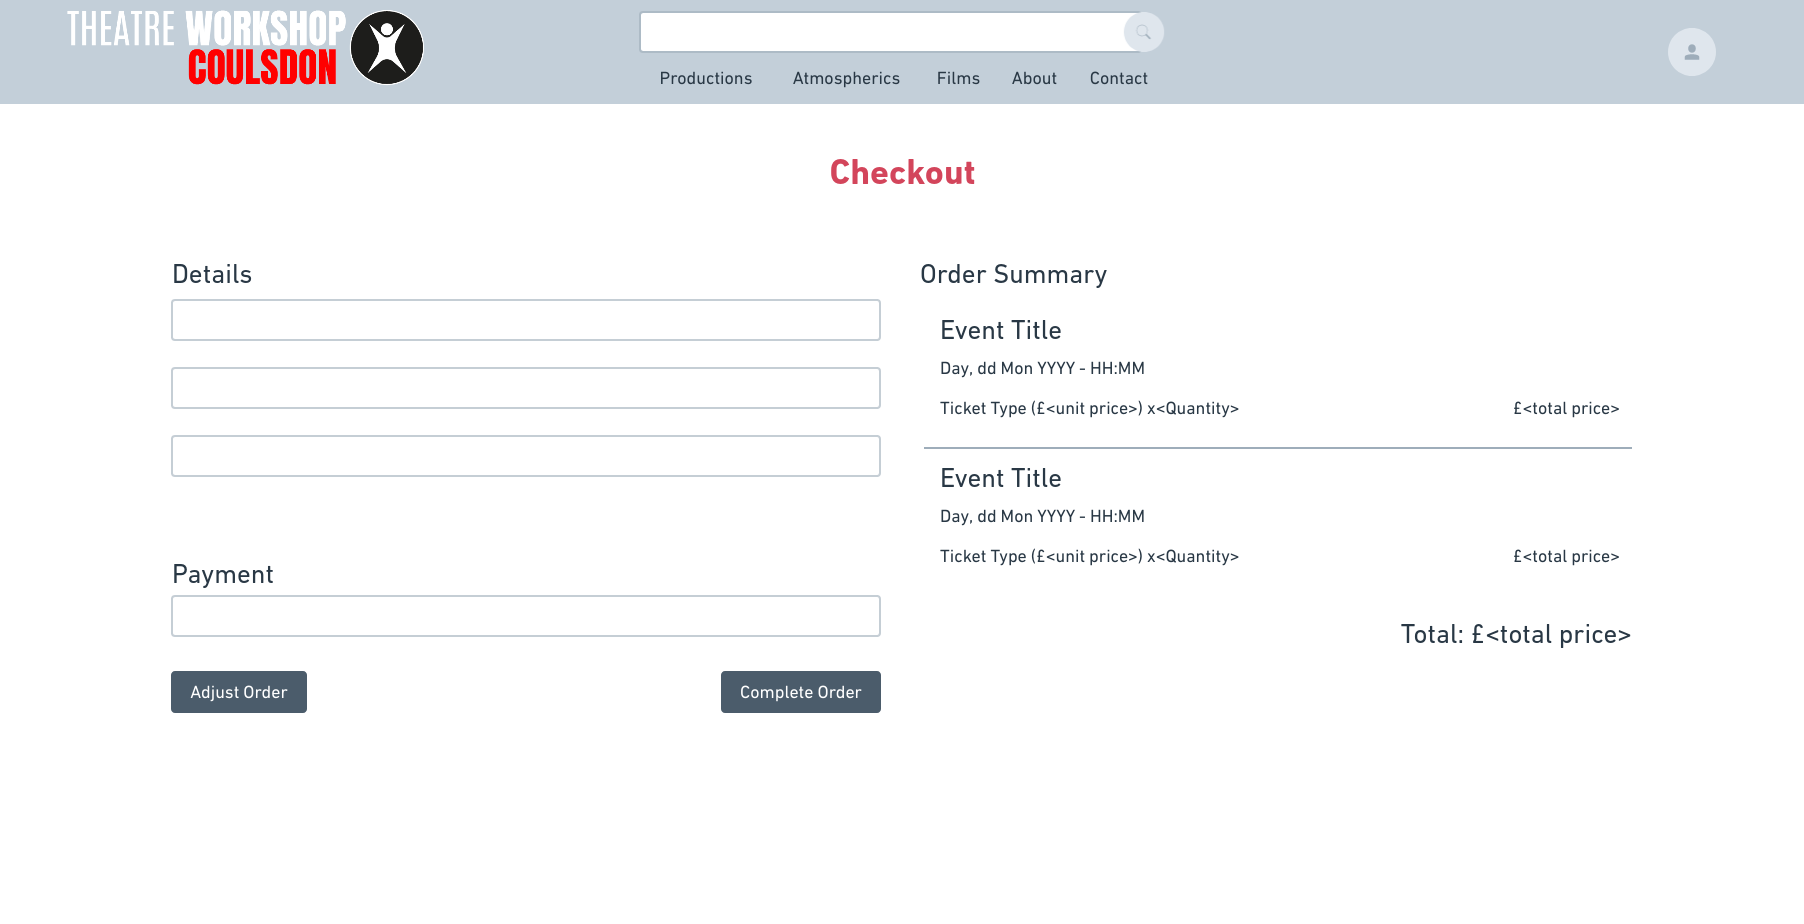 THEATRE WORKSHOP
COULSDON
Productions Atmospherics Films About Contact
Checkout
Details
Payment
Adjust Order Complete Order
Order Summary
Event Title
Day, dd Mon YYYY - HH:MM
Ticket Type (£<unit price>) x<Quantity> £<total price>
Event Title
Day, dd Mon YYYY - HH:MM
Ticket Type (£<unit price>) x<Quantity> £<total price>
Total: £<total price>